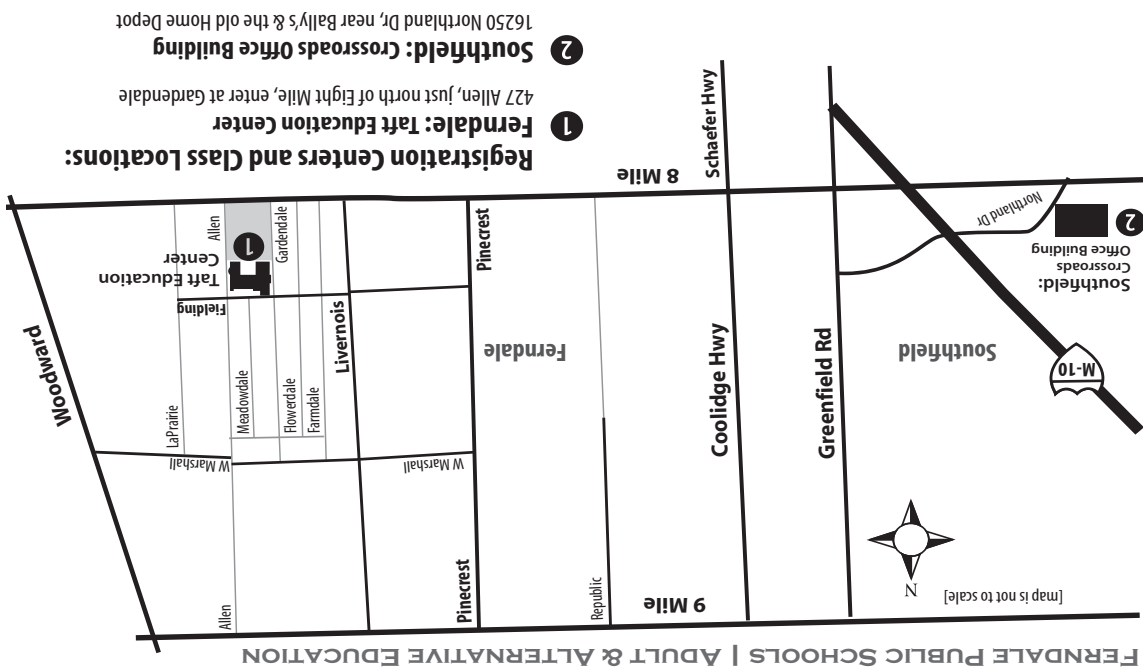 FERNDALE PUBLIC SCHOOLS | ADULT & ALTERNATIVE EDUCATION
[map is not to scale]
N
9 Mile
Republic
Pinecrest
Allen
W Marshall
W Marshall
LaPrairie
Meadowdale
Flowerdale
Farmdale
Woodward
M-10
Southfield
Greenfield Rd
Coolidge Hwy
Ferndale
Livernois
Fielding
Southfield:
Crossroads
Office Building
2
Northland Dr
Pinecrest
Taft Education
Center
1
Gardendale
Allen
8 Mile
Schaefer Hwy
Registration Centers and Class Locations:
1 Ferndale: Taft Education Center
427 Allen, just north of Eight Mile, enter at Gardendale
2 Southfield: Crossroads Office Building
16250 Northland Dr, near Bally's & the old Home Depot